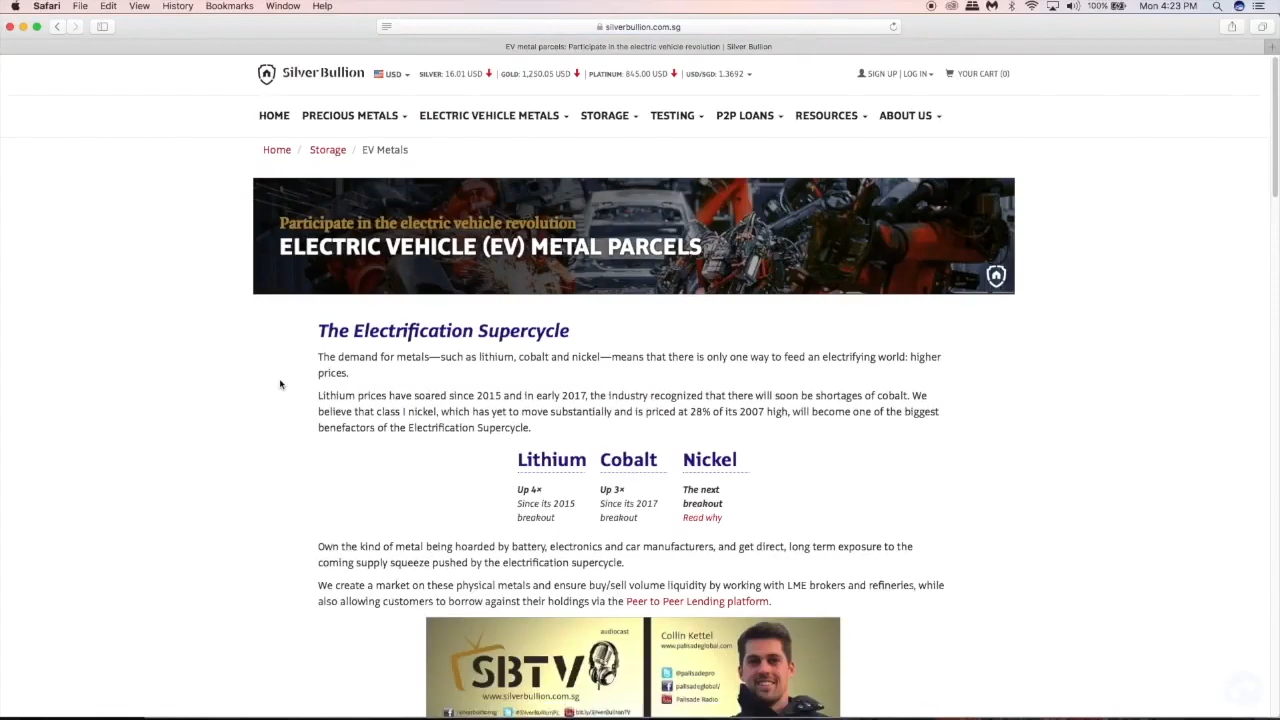 Safari File Edit View History Bookmarks Window Help 100% Mon 4:23 PM
silverbullion.com.sg
EV metal parcels: Participate in the electric vehicle revolution | Silver Bullion
Silver Bullion USD SILVER: 16.01 USD GOLD: 1,250.05 USD PLATINUM: 845.00 USD USD/SGD: 1.3692 SIGN UP | LOG IN YOUR CART (0)
HOME PRECIOUS METALS ELECTRIC VEHICLE METALS STORAGE TESTING P2P LOANS RESOURCES ABOUT US
Home / Storage / EV Metals
Participate in the electric vehicle revolution
ELECTRIC VEHICLE (EV) METAL PARCELS
The Electrification Supercycle
The demand for metals—such as lithium, cobalt and nickel—means that there is only one way to feed an electrifying world: higher
prices.
Lithium prices have soared since 2015 and in early 2017, the industry recognized that there will soon be shortages of cobalt. We
believe that class I nickel, which has yet to move substantially and is priced at 28% of its 2007 high, will become one of the biggest
benefactors of the Electrification Supercycle.
Lithium Cobalt Nickel
Up 4× Up 3× The next
Since its 2015 Since its 2017 breakout
breakout breakout Read why
Own the kind of metal being hoarded by battery, electronics and car manufacturers, and get direct, long term exposure to the
coming supply squeeze pushed by the electrification supercycle.
We create a market on these physical metals and ensure buy/sell volume liquidity by working with LME brokers and refineries, while
also allowing customers to borrow against their holdings via the Peer to Peer Lending platform.
audiocast
SBTV
www.silverbullion.com.sg
Collin Kettel
www.palisadeglobal.com
@palisadepro
palisadeglobal/
Palisade Radio